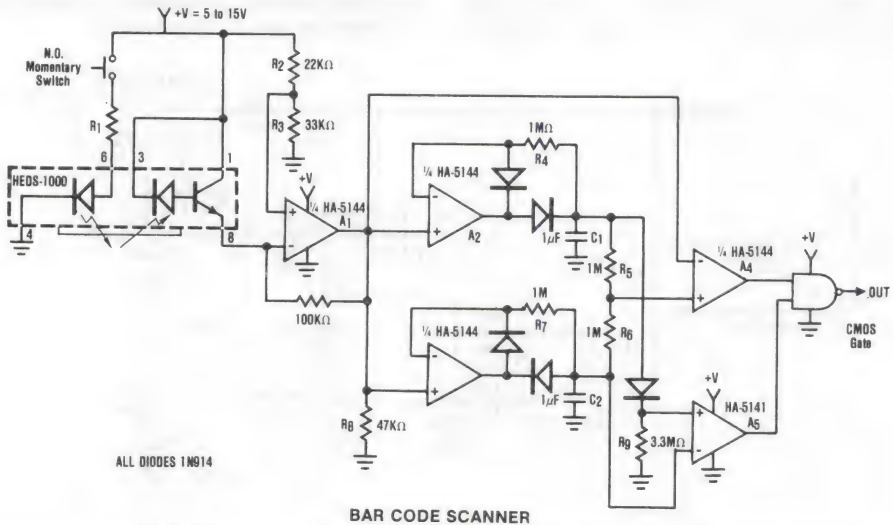 +V = 5 to 15V
N.O.
Momentary
Switch
R1
R2
22KΩ
R3
33KΩ
6
3
1
HEDS-1000
4
8
+V
¼ HA-5144
A1
+
-
100KΩ
R8
47KΩ
1MΩ
R4
¼ HA-5144
-
+
A2
1µF
C1
1M
R5
1M
R6
1M
R7
¼ HA-5144
-
+
1µF
C2
¼ HA-5144
A4
-
+
+V
OUT
CMOS
Gate
+V
HA-5141
A5
+
-
R9
3.3MΩ
ALL DIODES 1N914
BAR CODE SCANNER